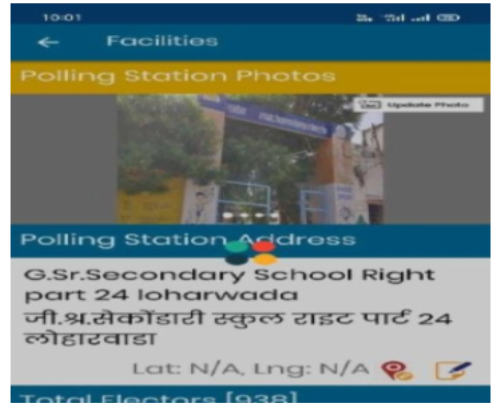 10:01
Facilities
Polling Station Photos
Update Photo
Polling Station Address
G.Sr.Secondary School Right
part 24 loharwada
जी.श्र.सेकोंडारी स्कुल राइट पार्ट 24
लोहारवाडा
Lat: N/A, Lng: N/A
Total Electors [938]